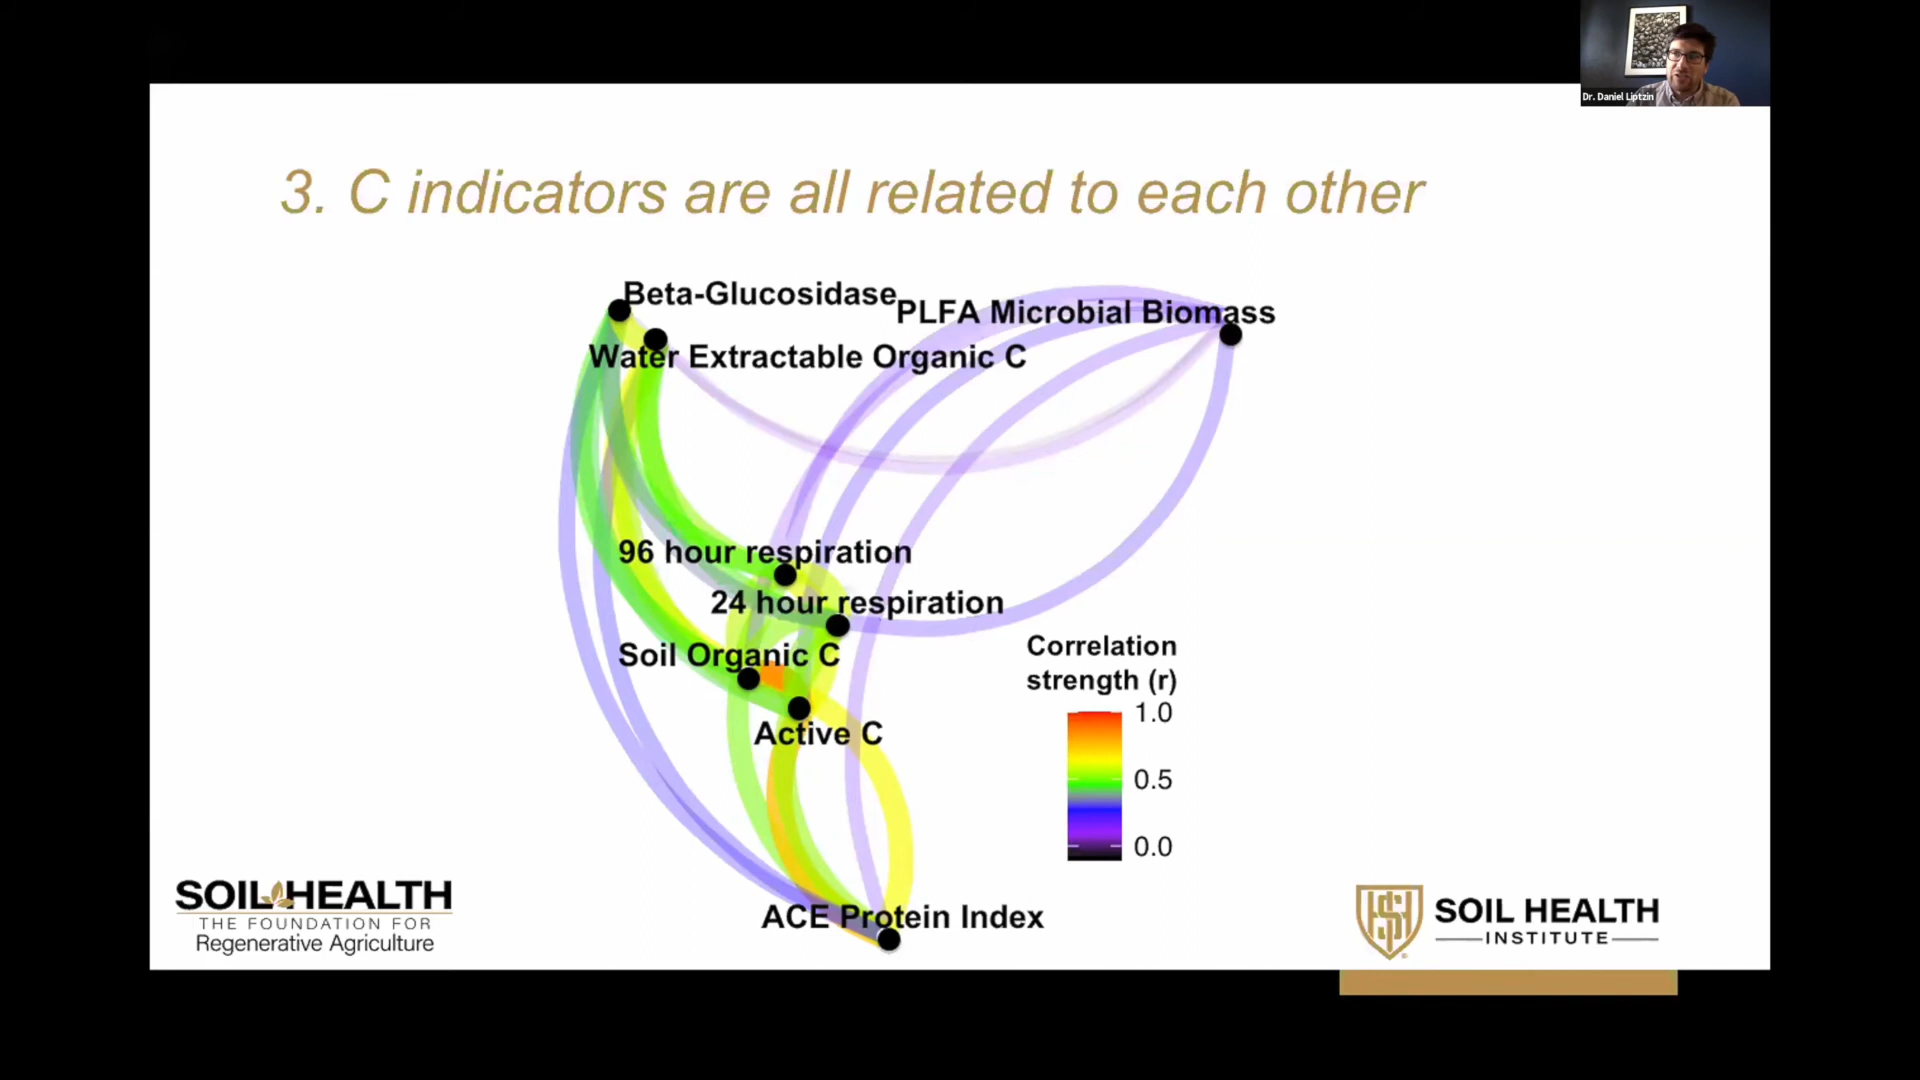 Dr. Daniel Liptzin
3. C indicators are all related to each other
Beta-Glucosidase
PLFA Microbial Biomass
Water Extractable Organic C
96 hour respiration
24 hour respiration
Soil Organic C
Active C
ACE Protein Index
Correlation
strength (r)
1.0
0.5
0.0
SOIL HEALTH
THE FOUNDATION FOR
Regenerative Agriculture
SOIL HEALTH
INSTITUTE